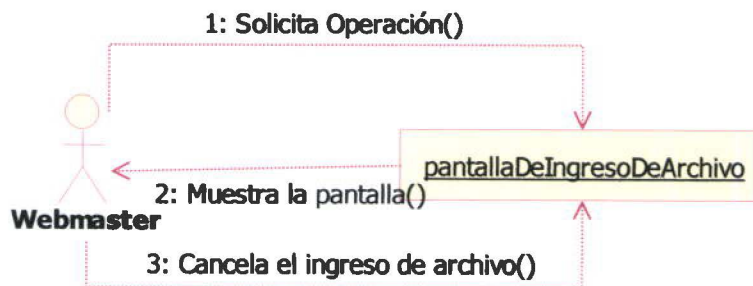 1: Solicita Operación()
pantallaDeIngresoDeArchivo
2: Muestra la pantalla()
Webmaster
3: Cancela el ingreso de archivo()